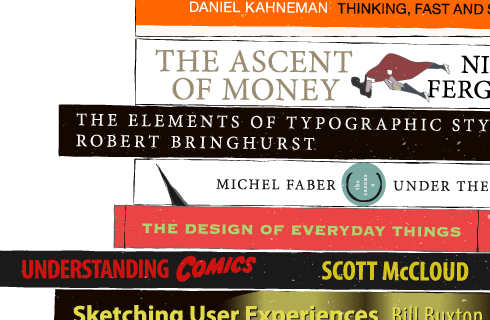 DANIEL KAHNEMAN THINKING, FAST AND S
THE ASCENT
OF MONEY
NI
FERG
THE ELEMENTS OF TYPOGRAPHIC STY
ROBERT BRINGHURST
MICHEL FABER UNDER THE
THE DESIGN OF EVERYDAY THINGS
UNDERSTANDING COMICS SCOTT McCLOUD
Sketching User Experiences Bill Buxton